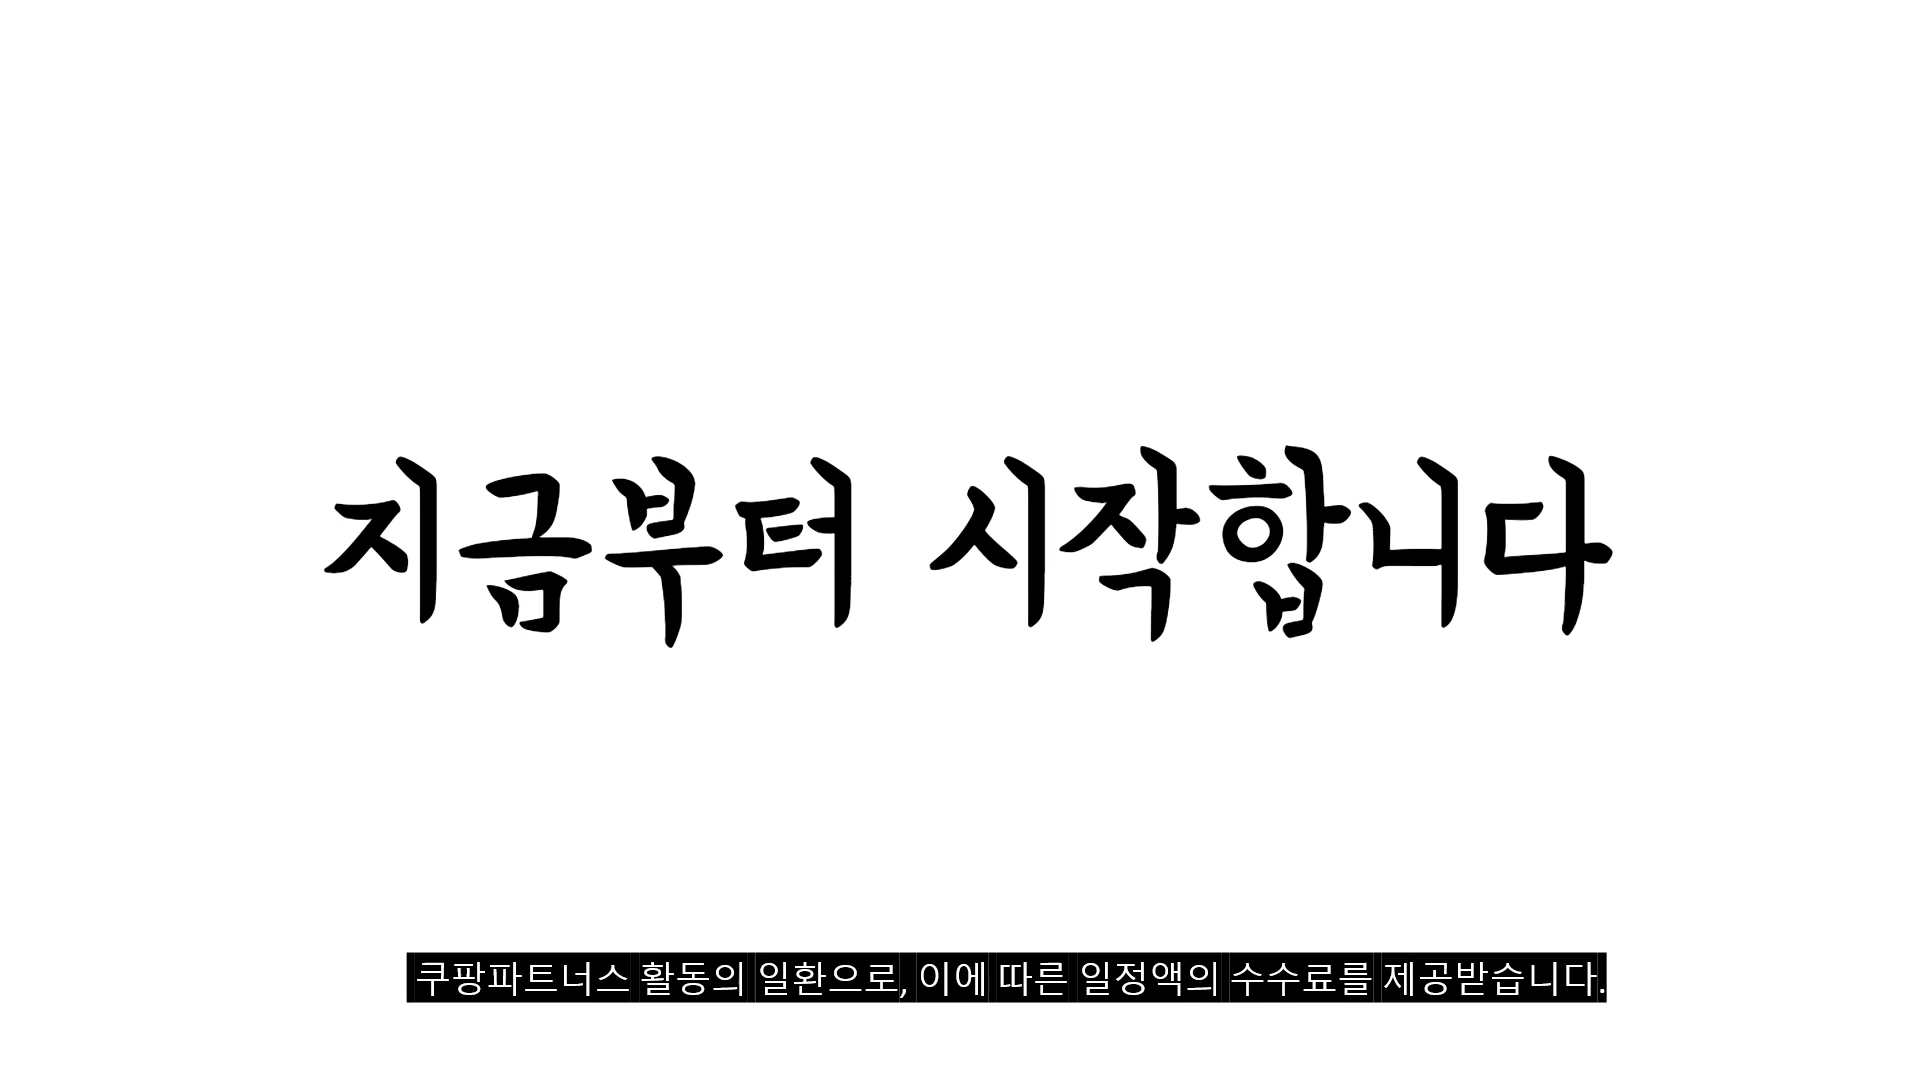 지금부터 시작합니다
쿠팡파트너스 활동의 일환으로, 이에 따른 일정액의 수수료를 제공받습니다.